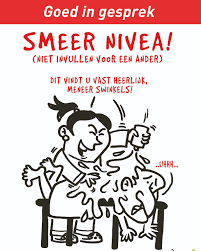 Goed in gesprek
SMEER NIVEA!
(NIET INVULLEN VOOR EEN ANDER)
DIT VINDT U VAST HEERLIJK,
MENEER SWINKELS!
..UHHH...